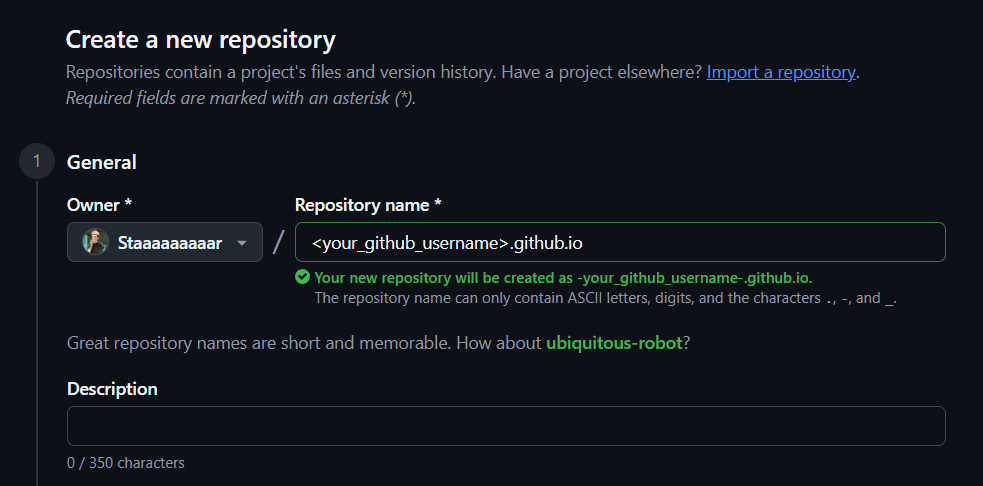 Create a new repository
Repositories contain a project's files and version history. Have a project elsewhere? Import a repository.
Required fields are marked with an asterisk (*).
1 General
Owner * Repository name *
Staaaaaaaaar / <your_github_username>.github.io
Your new repository will be created as -your_github_username-.github.io.
The repository name can only contain ASCII letters, digits, and the characters ., -, and _.
Great repository names are short and memorable. How about ubiquitous-robot?
Description
0 / 350 characters